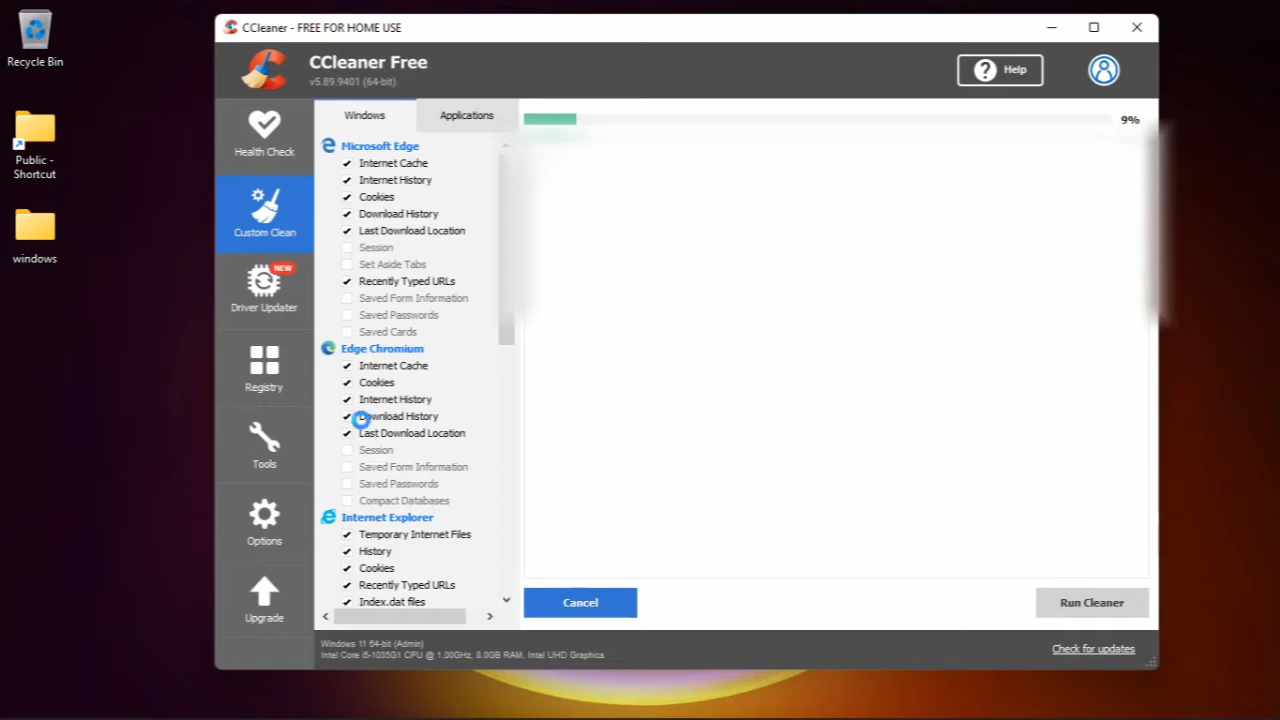 Recycle Bin
Public -
Shortcut
windows
CCleaner - FREE FOR HOME USE
CCleaner Free
v5.89.9401 (64-bit)
? Help
Health Check
Custom Clean
NEW
Driver Updater
Registry
Tools
Options
Upgrade
Windows
Applications
Microsoft Edge
Internet Cache
Internet History
Cookies
Download History
Last Download Location
Session
Set Aside Tabs
Recently Typed URLs
Saved Form Information
Saved Passwords
Saved Cards
Edge Chromium
Internet Cache
Cookies
Internet History
Download History
Last Download Location
Session
Saved Form Information
Saved Passwords
Compact Databases
Internet Explorer
Temporary Internet Files
History
Cookies
Recently Typed URLs
Index.dat files
9%
Cancel
Run Cleaner
Windows 11 64-bit (Admin)
Intel Core i5-1035G1 CPU @ 1.00GHz, 8.0GB RAM, Intel UHD Graphics
Check for updates